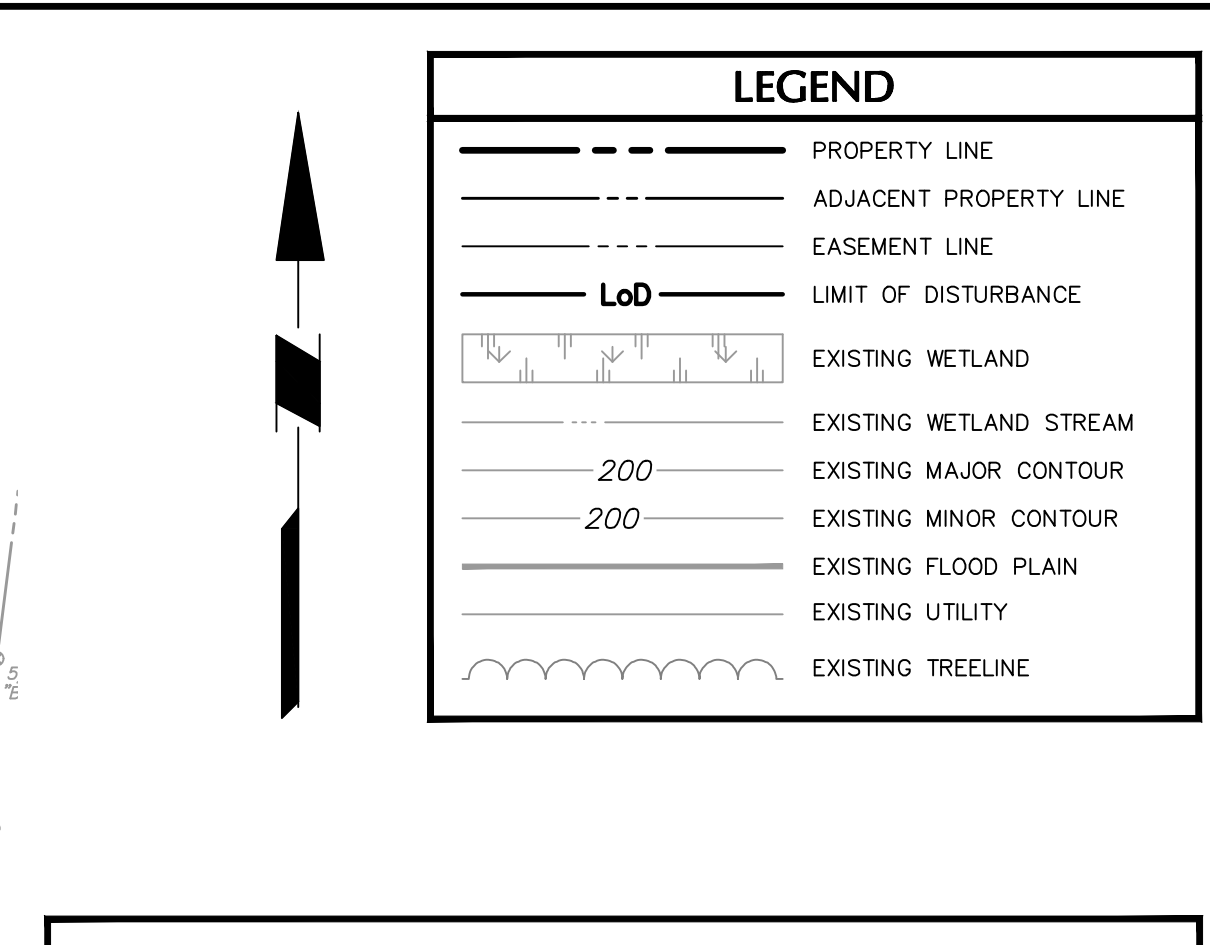 LEGEND
PROPERTY LINE
ADJACENT PROPERTY LINE
EASEMENT LINE
LoD LIMIT OF DISTURBANCE
EXISTING WETLAND
EXISTING WETLAND STREAM
200 EXISTING MAJOR CONTOUR
200 EXISTING MINOR CONTOUR
EXISTING FLOOD PLAIN
EXISTING UTILITY
EXISTING TREELINE
5
"E